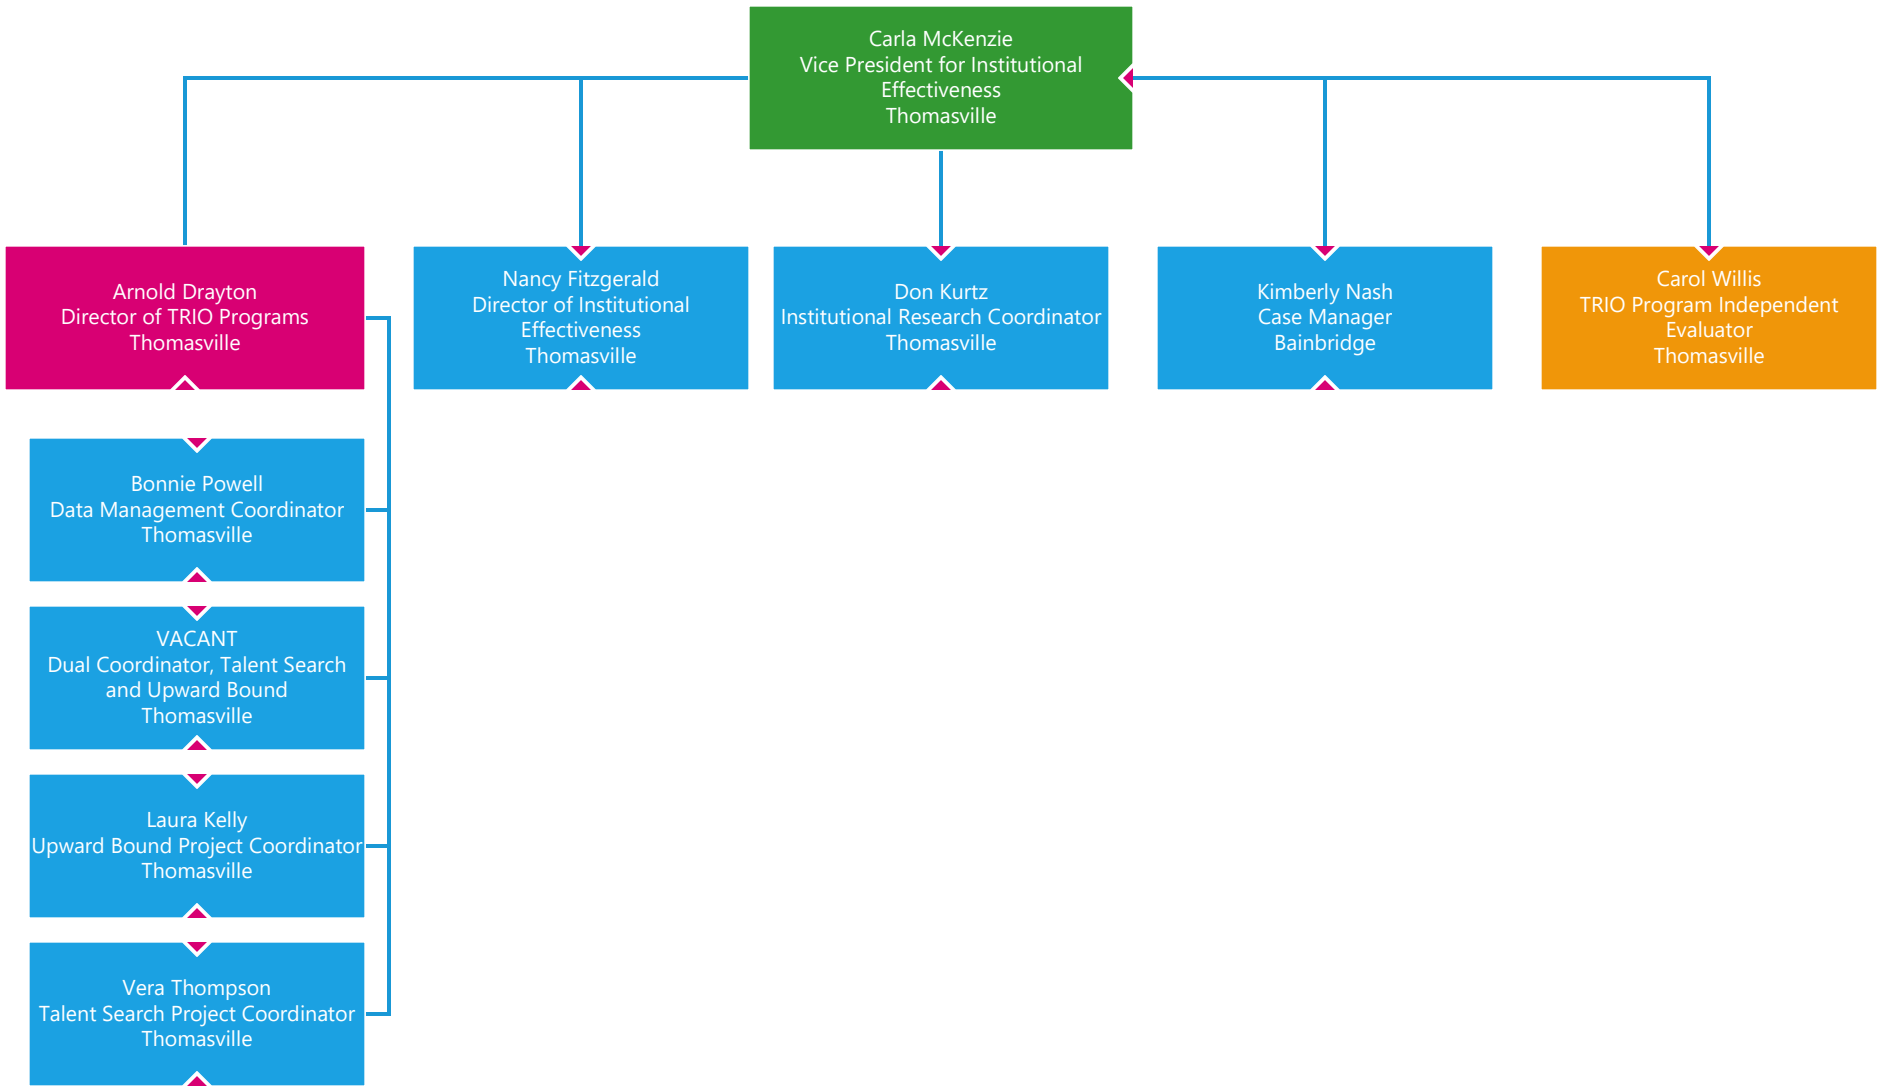 Carla McKenzie
Vice President for Institutional
Effectiveness
Thomasville
Arnold Drayton
Director of TRIO Programs
Thomasville
Nancy Fitzgerald
Director of Institutional
Effectiveness
Thomasville
Don Kurtz
Institutional Research Coordinator
Thomasville
Kimberly Nash
Case Manager
Bainbridge
Carol Willis
TRIO Program Independent
Evaluator
Thomasville
Bonnie Powell
Data Management Coordinator
Thomasville
VACANT
Dual Coordinator, Talent Search
and Upward Bound
Thomasville
Laura Kelly
Upward Bound Project Coordinator
Thomasville
Vera Thompson
Talent Search Project Coordinator
Thomasville